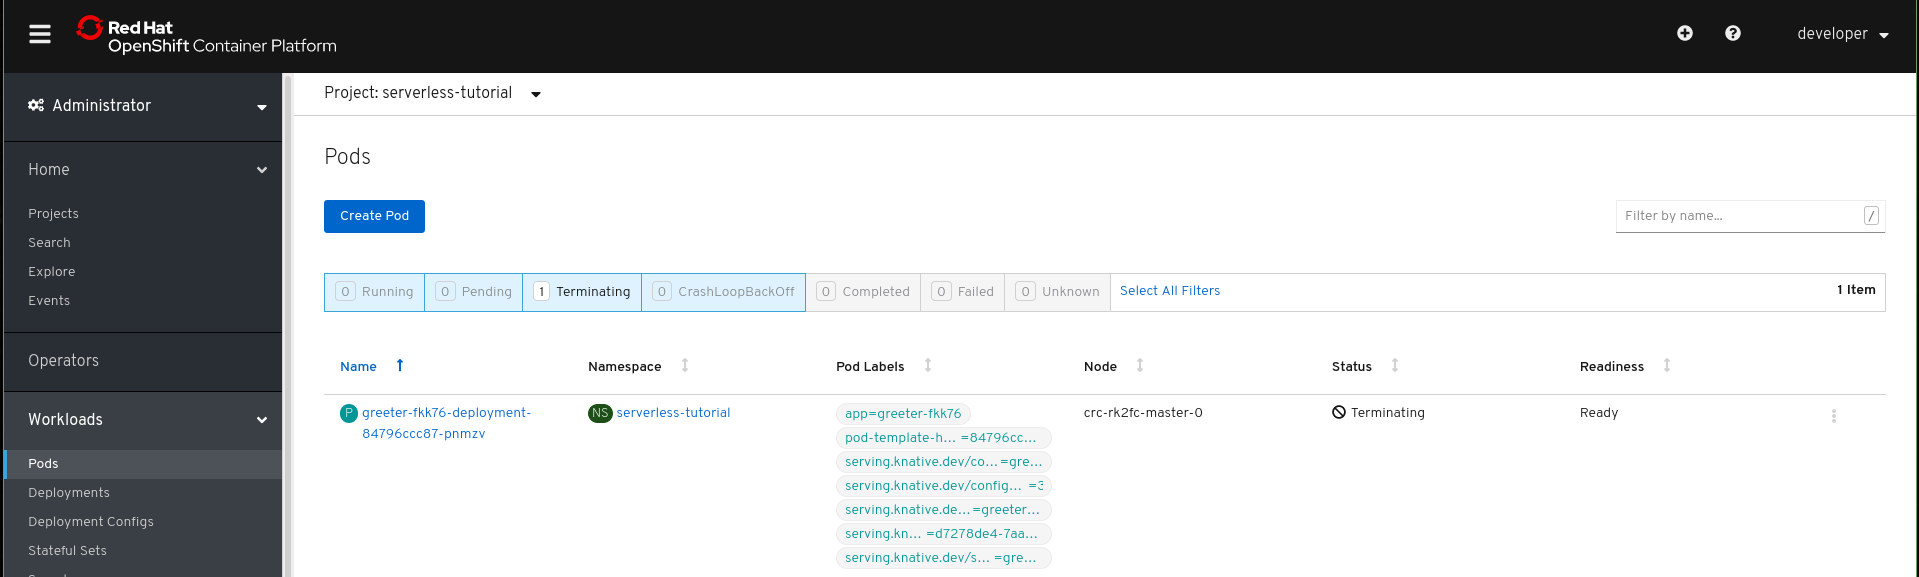 Red Hat
OpenShift Container Platform
developer
Administrator
Project: serverless-tutorial
Home
Projects
Search
Explore
Events
Operators
Workloads
Pods
Deployments
Deployment Configs
Stateful Sets
Pods
Create Pod
Filter by name...
/
0 Running 0 Pending 1 Terminating 0 CrashLoopBackOff 0 Completed 0 Failed 0 Unknown Select All Filters 1 Item
Name Namespace Pod Labels Node Status Readiness
P greeter-fkk76-deployment-
84796ccc87-pnmzv
NS serverless-tutorial
app=greeter-fkk76
pod-template-h... =84796cc...
serving.knative.dev/co... =gre...
serving.knative.dev/config... =3
serving.knative.de... =greeter...
serving.kn... =d7278de4-7aa...
serving.knative.dev/s... =gre...
crc-rk2fc-master-0
Terminating
Ready